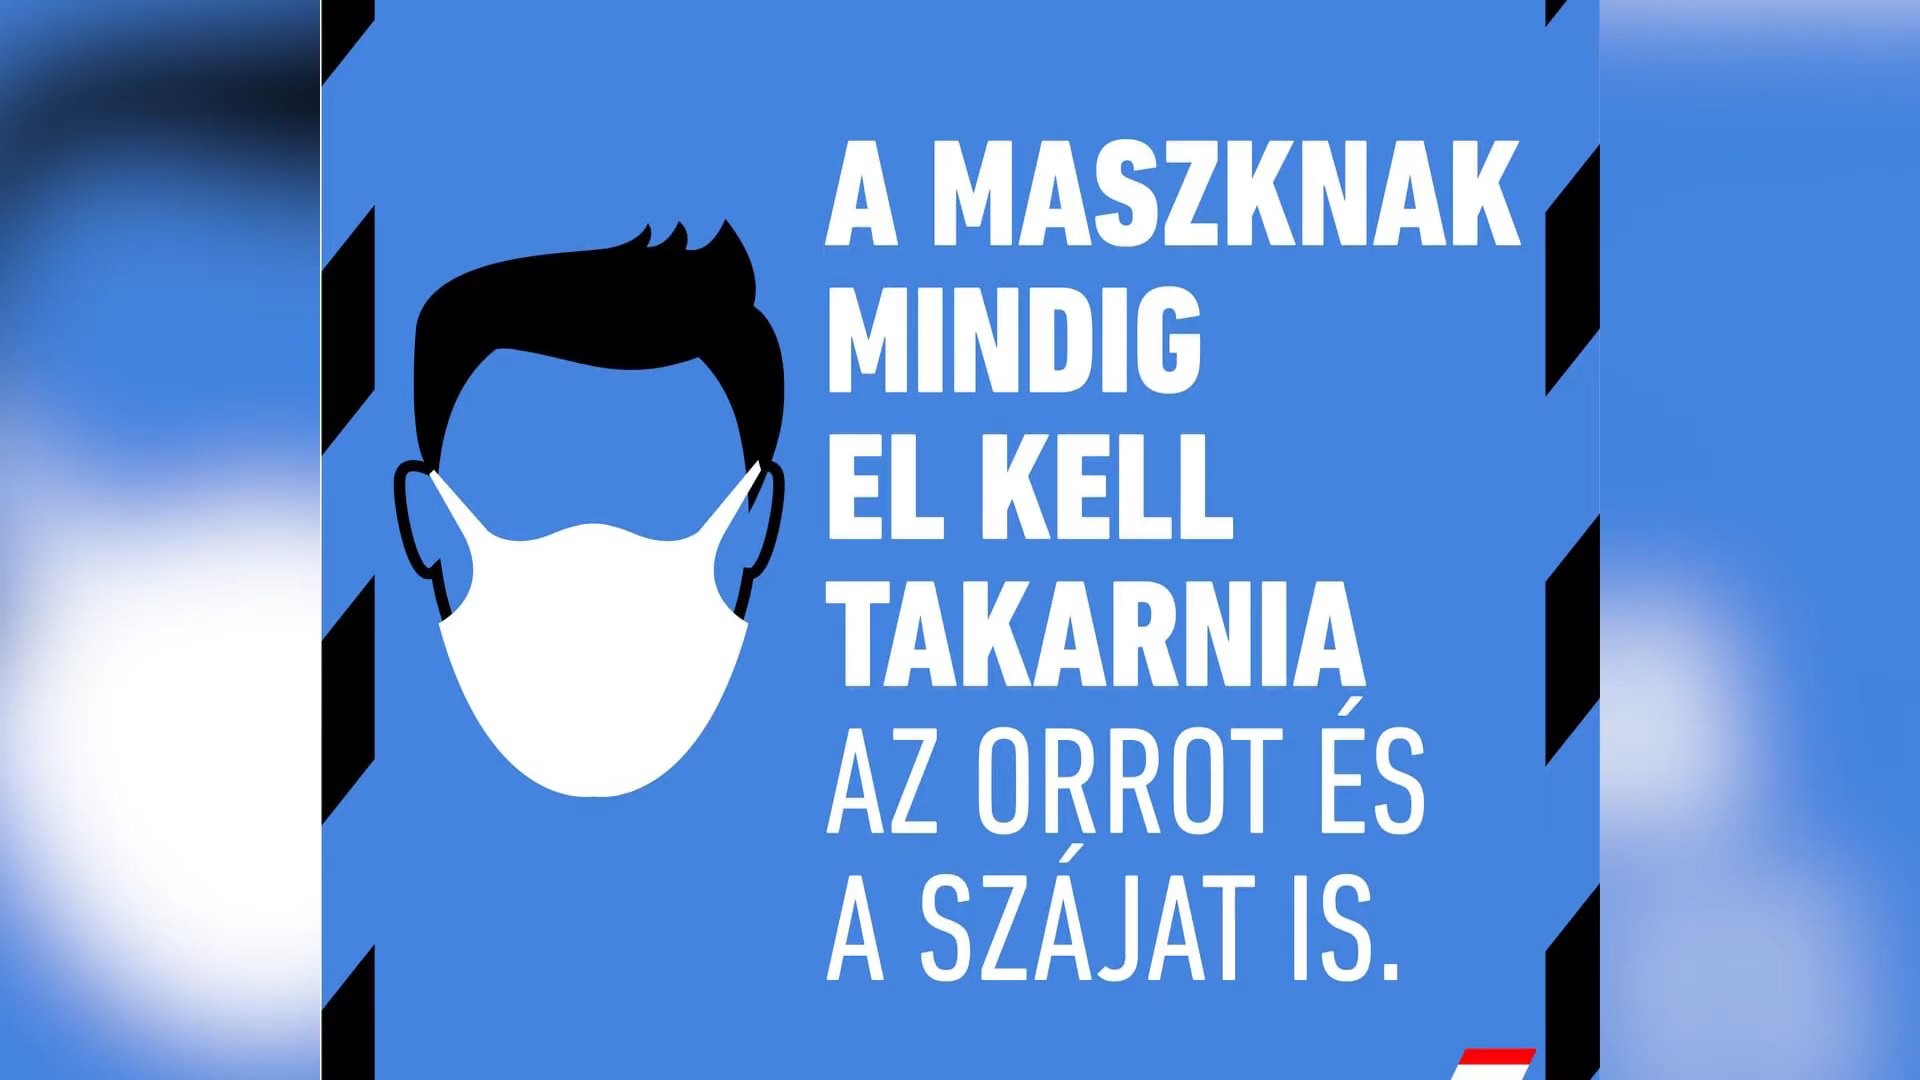 A MASZKNAK
MINDIG
EL KELL
TAKARNIA
AZ ORROT ÉS
A SZÁJAT IS.